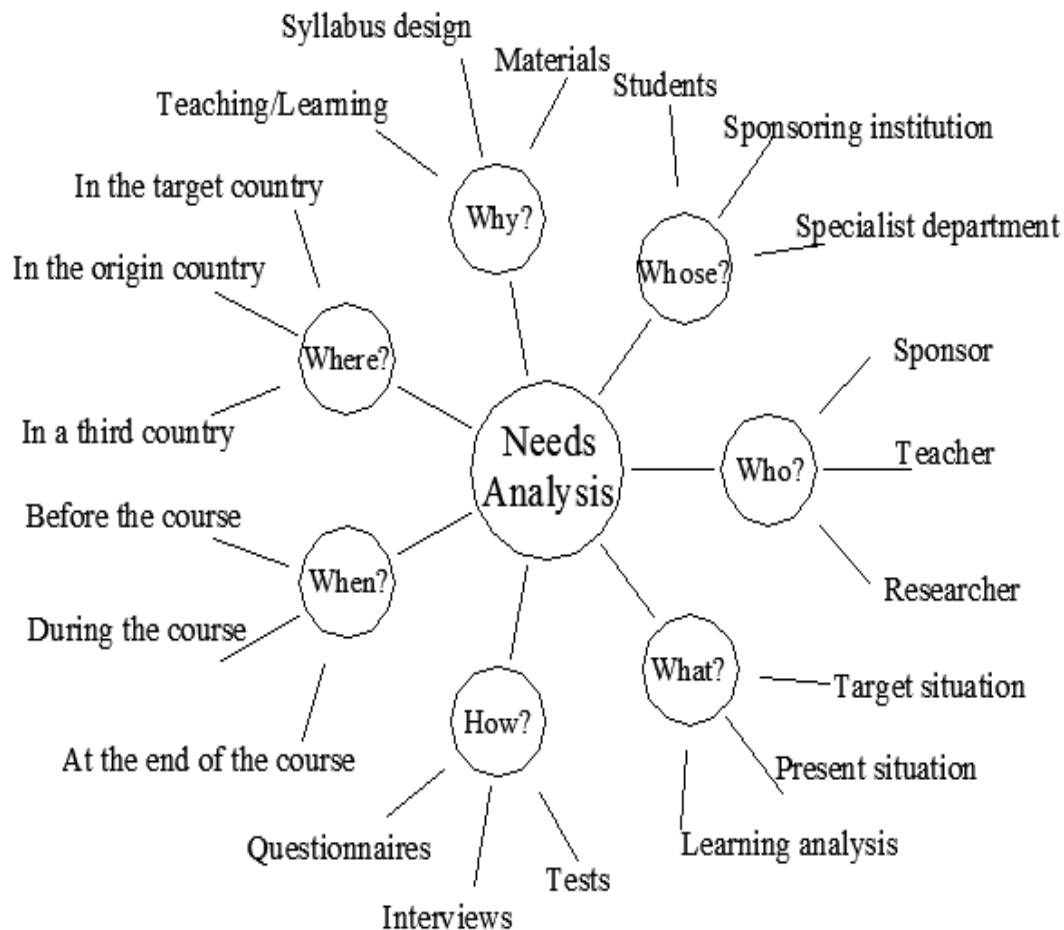 Syllabus design
Materials
Students
Teaching/Learning
Sponsoring institution
In the target country
Why?
Specialist department
In the origin country
Whose?
Where?
Sponsor
In a third country
Needs
Analysis
Who?
Teacher
Before the course
When?
Researcher
During the course
What?
Target situation
How?
At the end of the course
Present situation
Questionnaires
Learning analysis
Tests
Interviews